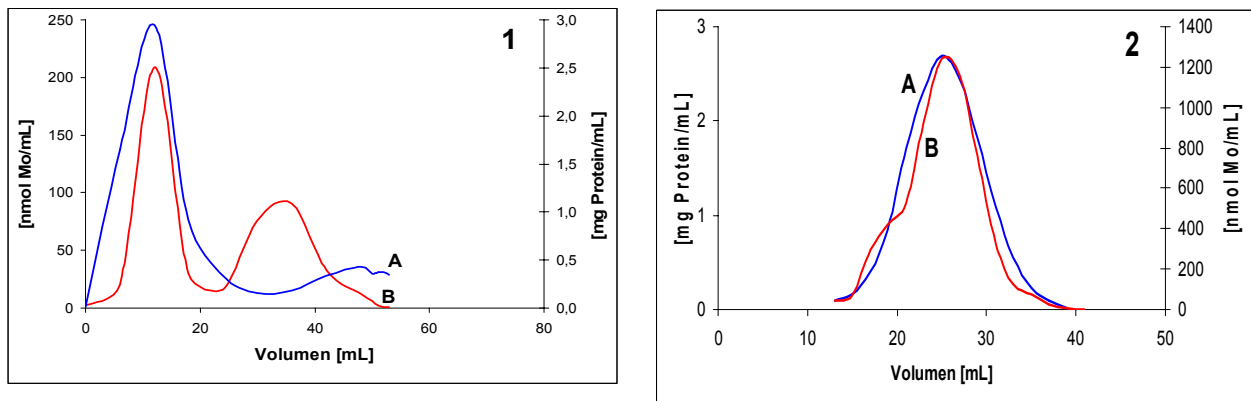 1
250
200
150
100
50
0
[nmol Mo/mL]
3,0
2,5
2,0
1,5
1,0
0,5
0,0
[mg Protein/mL]
A
B
0 20 40 60 80
Volumen [mL]
2
3
2
1
0
[mg Protein/mL]
1400
1200
1000
800
600
400
200
0
[nmol Mo/mL]
A
B
0 10 20 30 40 50
Volumen [mL]